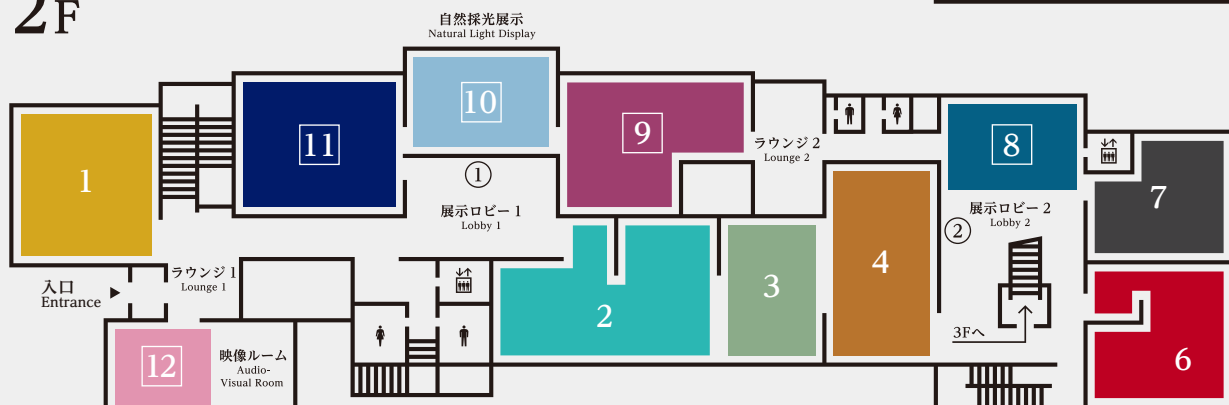 2F
自然採光展示
Natural Light Display
1
11
10
9
8
7
①
ラウンジ 2
Lounge 2
展示ロビー 1
Lobby 1
展示ロビー 2
Lobby 2
②
入口
Entrance
ラウンジ 1
Lounge 1
2
3
4
3Fへ
6
12
映像ルーム
Audio-
Visual Room